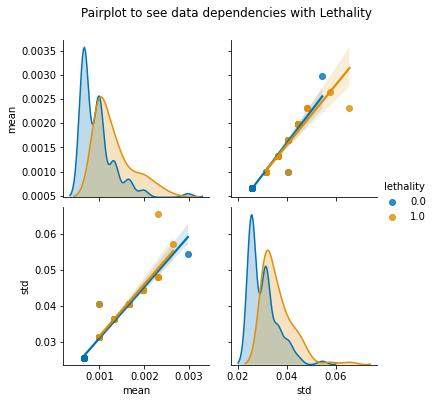 Pairplot to see data dependencies with Lethality
0.0035
0.0030
0.0025
0.0020
0.0015
0.0010
0.0005
mean
lethality
0.0
1.0
0.06
0.05
0.04
0.03
std
0.001 0.002 0.003
mean
0.02 0.04 0.06
std